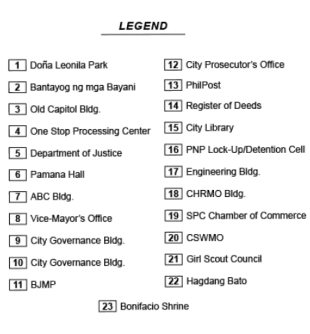 LEGEND
1 Doña Leonila Park
2 Bantayog ng mga Bayani
3 Old Capitol Bldg.
4 One Stop Processing Center
5 Department of Justice
6 Pamana Hall
7 ABC Bldg.
8 Vice-Mayor's Office
9 City Governance Bldg.
10 City Governance Bldg.
11 BJMP
12 City Prosecutor's Office
13 PhilPost
14 Register of Deeds
15 City Library
16 PNP Lock-Up/Detention Cell
17 Engineering Bldg.
18 CHRMO Bldg.
19 SPC Chamber of Commerce
20 CSWMO
21 Girl Scout Council
22 Hagdang Bato
23 Bonifacio Shrine